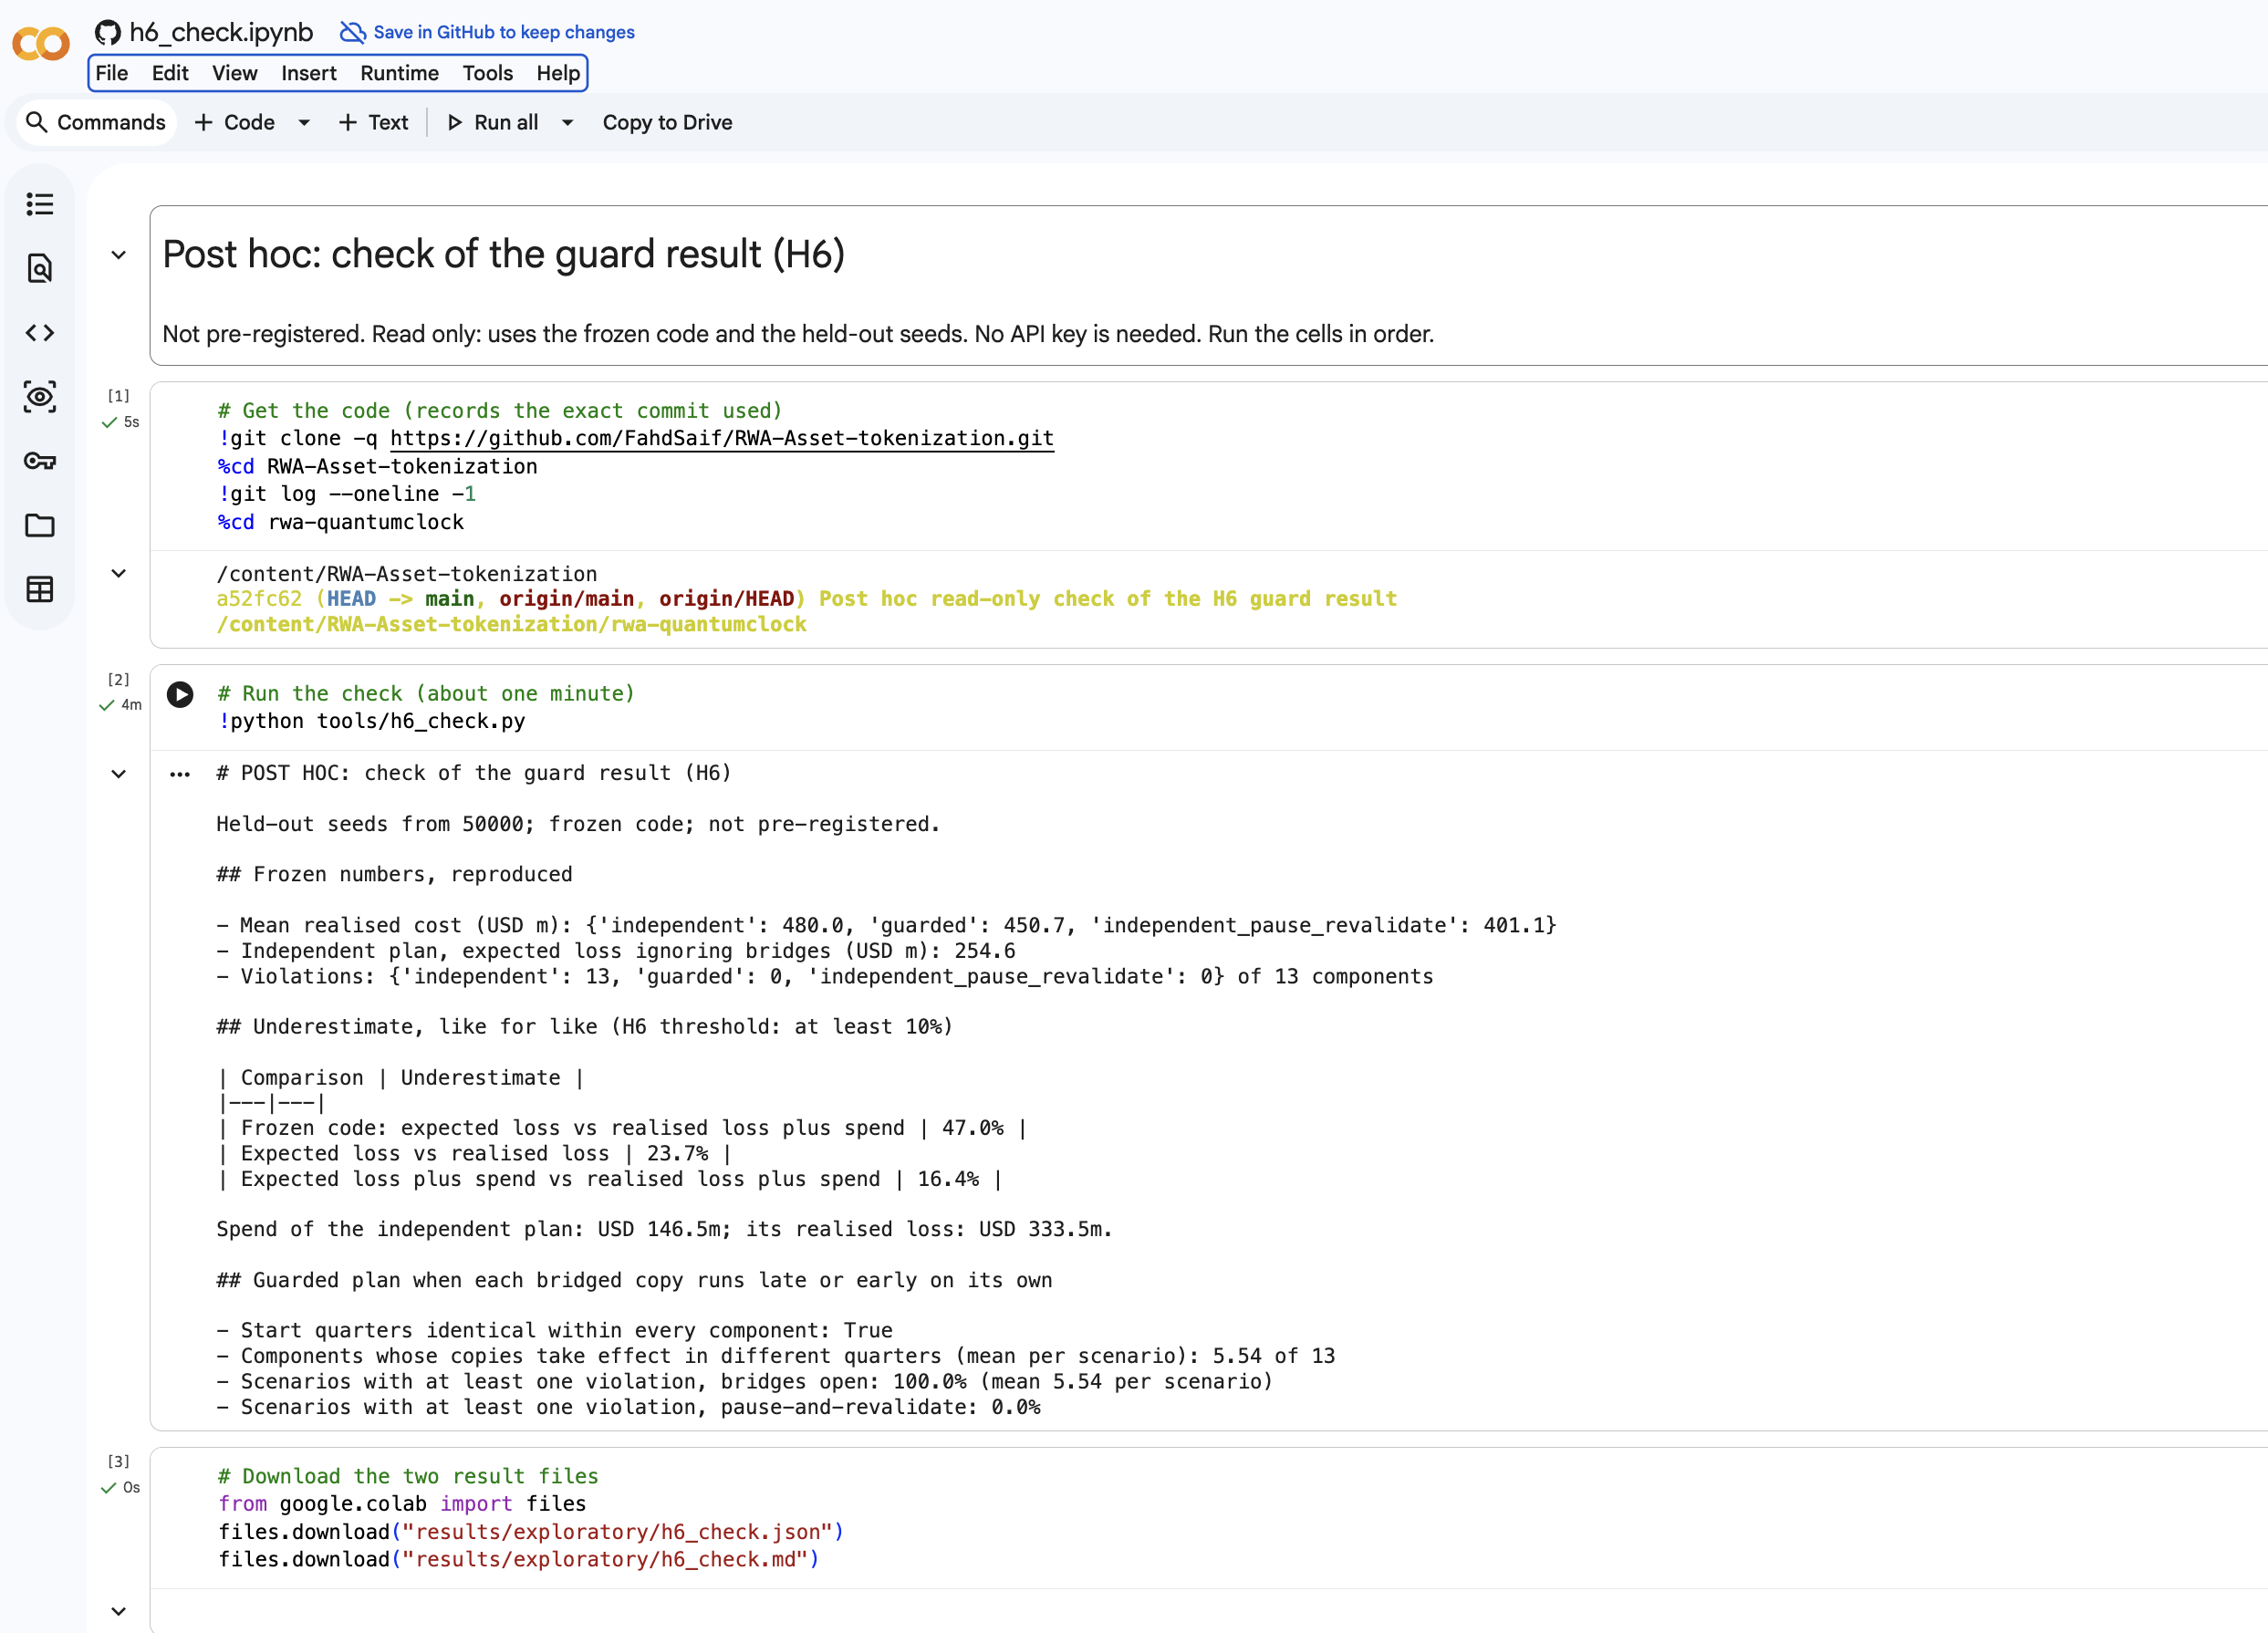 h6_check.ipynb Save in GitHub to keep changes
File Edit View Insert Runtime Tools Help
Commands + Code + Text Run all Copy to Drive
Post hoc: check of the guard result (H6)
Not pre-registered. Read only: uses the frozen code and the held-out seeds. No API key is needed. Run the cells in order.
[1]
5s
# Get the code (records the exact commit used)
!git clone -q https://github.com/FahdSaif/RWA-Asset-tokenization.git
%cd RWA-Asset-tokenization
!git log --oneline -1
%cd rwa-quantumclock
/content/RWA-Asset-tokenization
a52fc62 (HEAD -> main, origin/main, origin/HEAD) Post hoc read-only check of the H6 guard result
/content/RWA-Asset-tokenization/rwa-quantumclock
[2]
4m
# Run the check (about one minute)
!python tools/h6_check.py
# POST HOC: check of the guard result (H6)
Held-out seeds from 50000; frozen code; not pre-registered.
## Frozen numbers, reproduced
- Mean realised cost (USD m): {'independent': 480.0, 'guarded': 450.7, 'independent_pause_revalidate': 401.1}
- Independent plan, expected loss ignoring bridges (USD m): 254.6
- Violations: {'independent': 13, 'guarded': 0, 'independent_pause_revalidate': 0} of 13 components
## Underestimate, like for like (H6 threshold: at least 10%)
| Comparison | Underestimate |
|---|---|
| Frozen code: expected loss vs realised loss plus spend | 47.0% |
| Expected loss vs realised loss | 23.7% |
| Expected loss plus spend vs realised loss plus spend | 16.4% |
Spend of the independent plan: USD 146.5m; its realised loss: USD 333.5m.
## Guarded plan when each bridged copy runs late or early on its own
- Start quarters identical within every component: True
- Components whose copies take effect in different quarters (mean per scenario): 5.54 of 13
- Scenarios with at least one violation, bridges open: 100.0% (mean 5.54 per scenario)
- Scenarios with at least one violation, pause-and-revalidate: 0.0%
[3]
0s
# Download the two result files
from google.colab import files
files.download("results/exploratory/h6_check.json")
files.download("results/exploratory/h6_check.md")